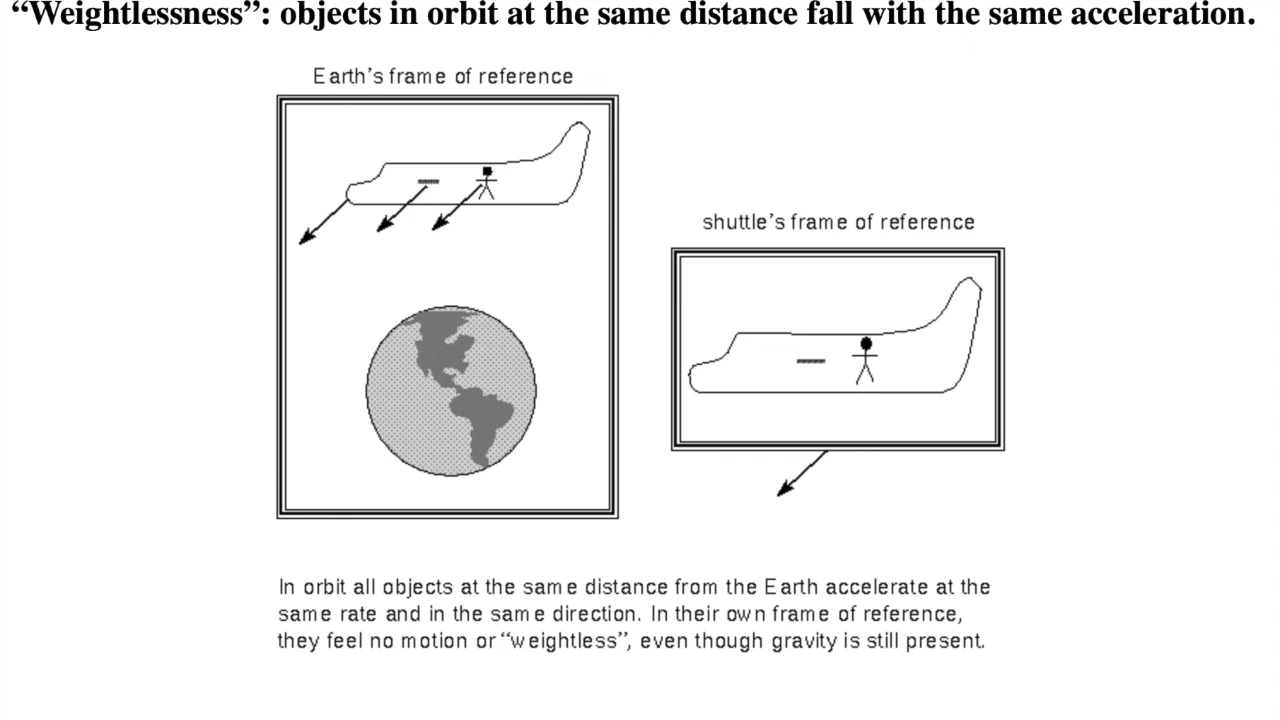 “Weightlessness”: objects in orbit at the same distance fall with the same acceleration.
Earth's frame of reference
shuttle's frame of reference
In orbit all objects at the same distance from the Earth accelerate at the
same rate and in the same direction. In their own frame of reference,
they feel no motion or “weightless”, even though gravity is still present.